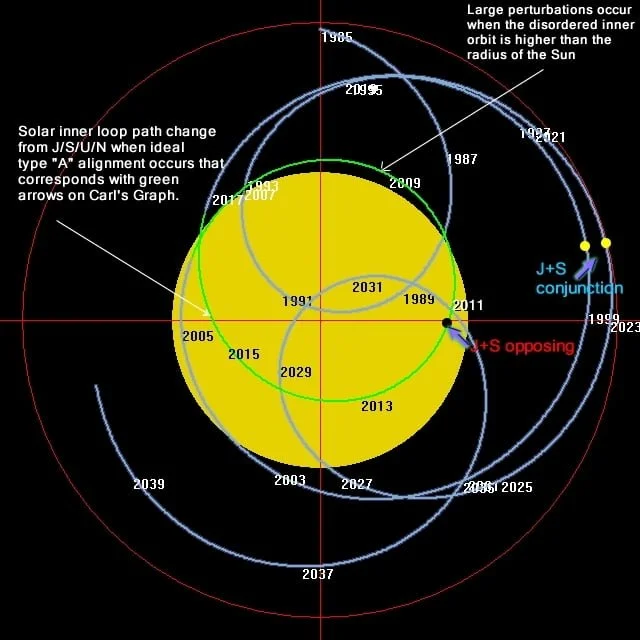 Large perturbations occur
when the disordered inner
orbit is higher than the
radius of the Sun
1985
1995
1987
2021
Solar inner loop path change
from J/S/U/N when ideal
type "A" alignment occurs that
corresponds with green
arrows on Carl's Graph.
1993
2007
2017
2009
J+S
conjunction
1991
2031
1989
2011
1999
2023
2005
2015
J+S opposing
2029
2013
2039
2003
2027
2025
2037